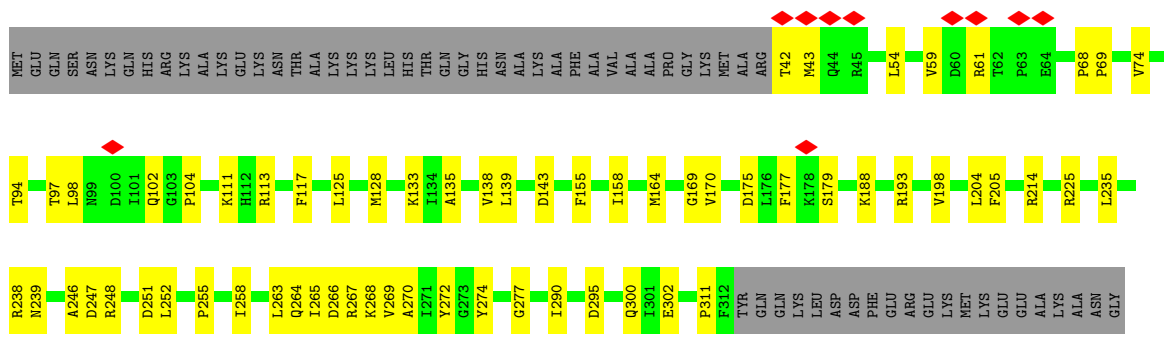 MET GLU GLN SER ASN LYS GLN HIS ARG LYS ALA LYS GLU LYS ASN THR ALA LYS LYS LYS LEU HIS THR GLN GLY HIS ASN ALA LYS ALA PHE ALA VAL ALA ALA PRO GLY LYS MET ALA ARG T42 M43 Q44 R45 L54 V59 D60 R61 T62 P63 E64 P68 P69 V74
T94 T97 L98 N99 D100 I101 Q102 G103 P104 K111 H112 R113 F117 L125 M128 K133 I134 A135 V138 L139 D143 F155 I158 M164 G169 V170 D175 L176 F177 K178 S179 K188 R193 V198 L204 F205 R214 R225 L235
R238 N239 A246 D247 R248 D251 L252 P255 I258 L263 Q264 I265 D266 R267 K268 V269 A270 I271 Y272 G273 Y274 G277 I290 D295 Q300 I301 E302 P311 F312 TYR GLN GLN LYS LEU ASP ASP PHE GLU ARG GLU LYS MET LYS GLU GLU ALA LYS ALA ASN GLY